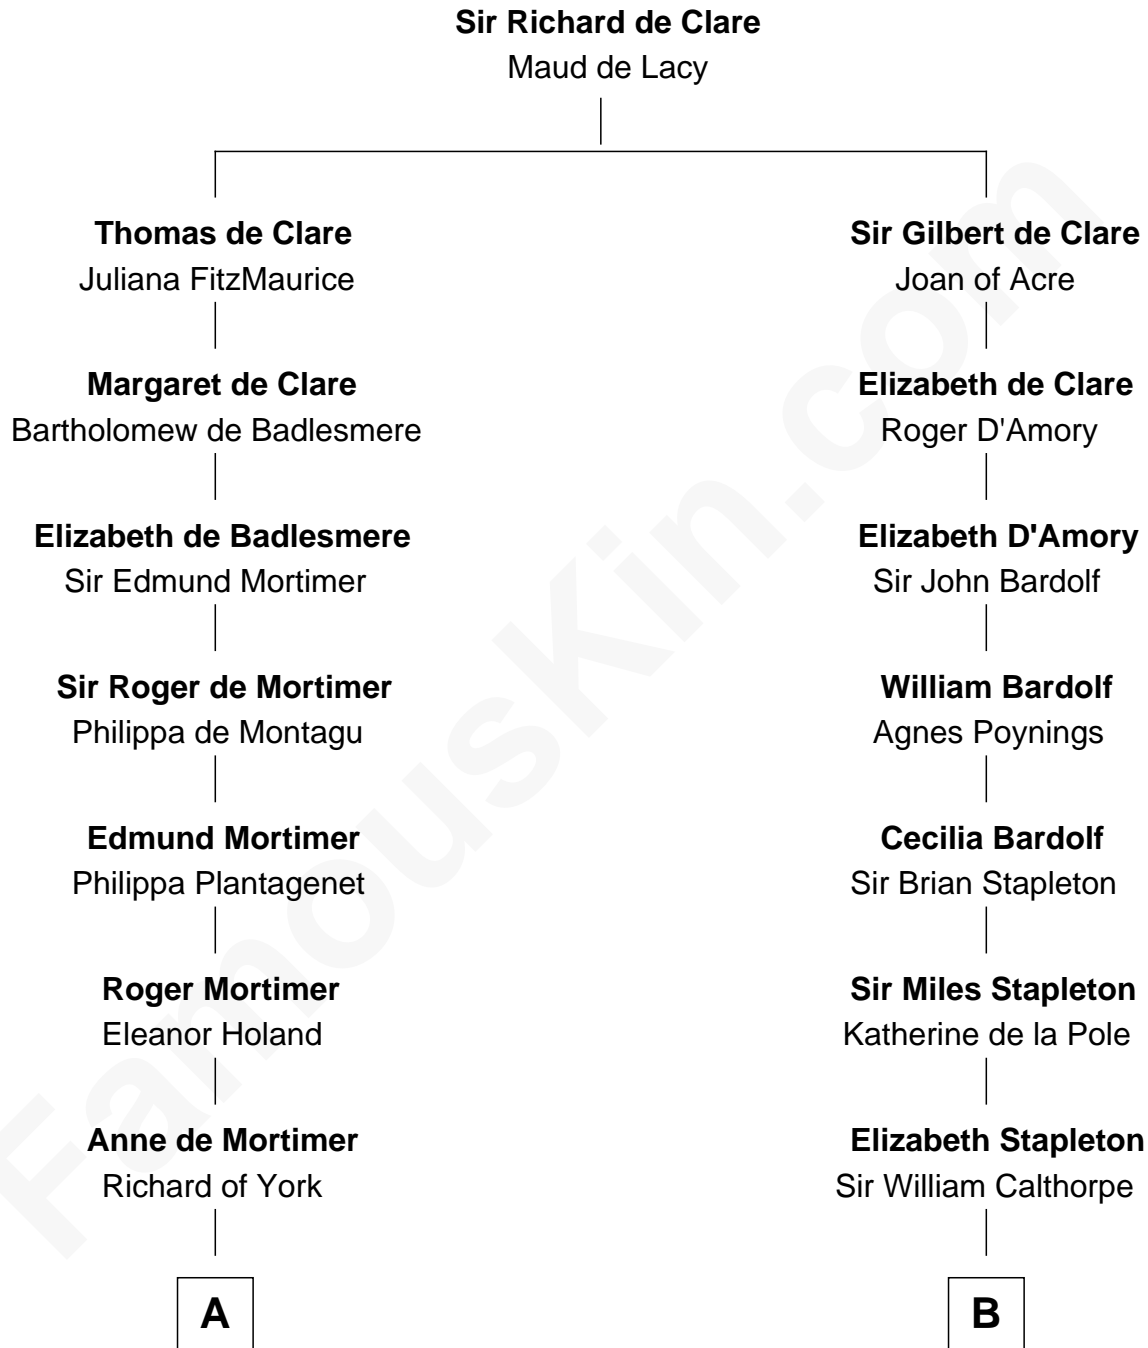 Sir Richard de Clare
Maud de Lacy
Thomas de Clare
Juliana FitzMaurice
Sir Gilbert de Clare
Joan of Acre
Margaret de Clare
Bartholomew de Badlesmere
Elizabeth de Clare
Roger D'Amory
Elizabeth de Badlesmere
Sir Edmund Mortimer
Elizabeth D'Amory
Sir John Bardolf
Sir Roger de Mortimer
Philippa de Montagu
William Bardolf
Agnes Poynings
Edmund Mortimer
Philippa Plantagenet
Cecilia Bardolf
Sir Brian Stapleton
Roger Mortimer
Eleanor Holand
Sir Miles Stapleton
Katherine de la Pole
Anne de Mortimer
Richard of York
Elizabeth Stapleton
Sir William Calthorpe
A
B
FamousKin.com